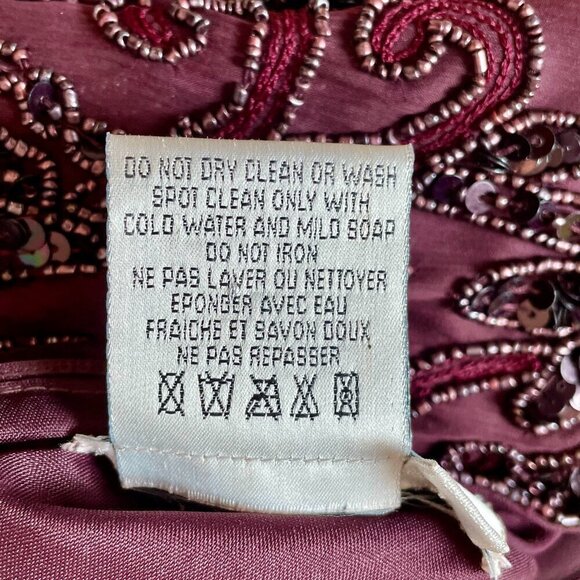 DO NOT DRY CLEAN OR WASH
SPOT CLEAN ONLY WITH
COLD WATER AND MILD SOAP
DO NOT IRON
NE PAS LAVER OU NETTOYER
EPONGER AVEC EAU
FRAICHE ET SAVON DOUX
NE PAS REPASSER